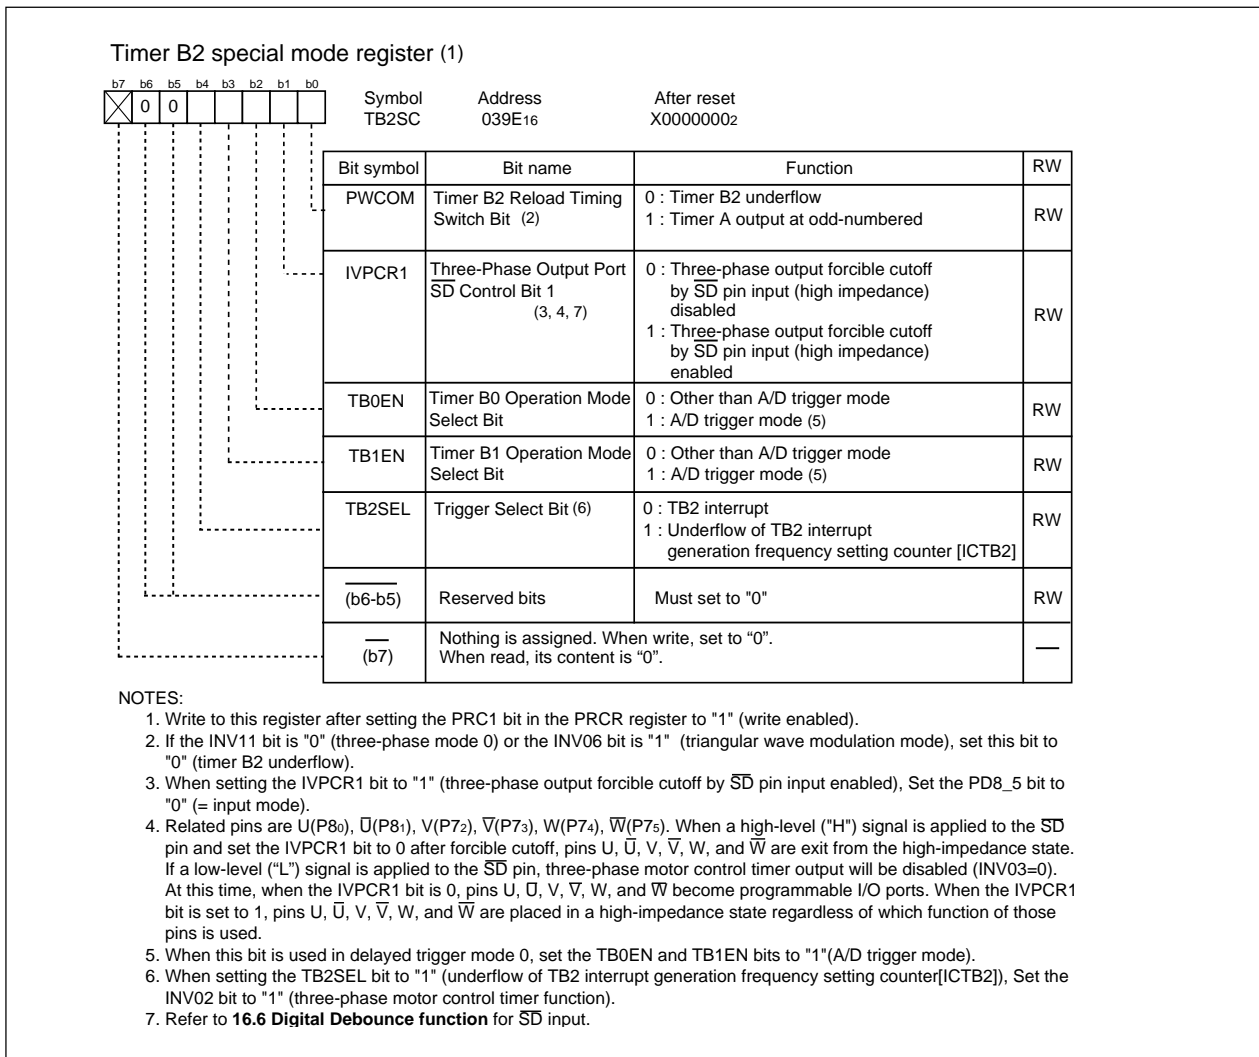 Timer B2 special mode register (1)
b7 b6 b5 b4 b3 b2 b1 b0
0 0
Symbol Address After reset
TB2SC 039E16 X00000002
Bit symbol Bit name Function RW
PWCOM Timer B2 Reload Timing Switch Bit (2) 0 : Timer B2 underflow
1 : Timer A output at odd-numbered RW
IVPCR1 Three-Phase Output Port
S̅D̅ Control Bit 1
(3, 4, 7)
0 : Three-phase output forcible cutoff
by S̅D̅ pin input (high impedance)
disabled
1 : Three-phase output forcible cutoff
by S̅D̅ pin input (high impedance)
enabled
RW
TB0EN Timer B0 Operation Mode
Select Bit
0 : Other than A/D trigger mode
1 : A/D trigger mode (5)
RW
TB1EN Timer B1 Operation Mode
Select Bit
0 : Other than A/D trigger mode
1 : A/D trigger mode (5)
RW
TB2SEL Trigger Select Bit (6)
0 : TB2 interrupt
1 : Underflow of TB2 interrupt
generation frequency setting counter [ICTB2]
RW
(b6-b5) Reserved bits Must set to "0" RW
—
(b7)
Nothing is assigned. When write, set to “0”.
When read, its content is “0”.
—
NOTES:
1. Write to this register after setting the PRC1 bit in the PRCR register to "1" (write enabled).
2. If the INV11 bit is "0" (three-phase mode 0) or the INV06 bit is "1" (triangular wave modulation mode), set this bit to
"0" (timer B2 underflow).
3. When setting the IVPCR1 bit to "1" (three-phase output forcible cutoff by S̅D̅ pin input enabled), Set the PD8_5 bit to
"0" (= input mode).
4. Related pins are U(P80), U̅(P81), V(P72), V̅(P73), W(P74), W̅(P75). When a high-level ("H") signal is applied to the S̅D̅
pin and set the IVPCR1 bit to 0 after forcible cutoff, pins U, U̅, V, V̅, W, and W̅ are exit from the high-impedance state.
If a low-level (“L”) signal is applied to the S̅D̅ pin, three-phase motor control timer output will be disabled (INV03=0).
At this time, when the IVPCR1 bit is 0, pins U, U̅, V, V̅, W, and W̅ become programmable I/O ports. When the IVPCR1
bit is set to 1, pins U, U̅, V, V̅, W, and W̅ are placed in a high-impedance state regardless of which function of those
pins is used.
5. When this bit is used in delayed trigger mode 0, set the TB0EN and TB1EN bits to "1"(A/D trigger mode).
6. When setting the TB2SEL bit to "1" (underflow of TB2 interrupt generation frequency setting counter[ICTB2]), Set the
INV02 bit to "1" (three-phase motor control timer function).
7. Refer to 16.6 Digital Debounce function for S̅D̅ input.